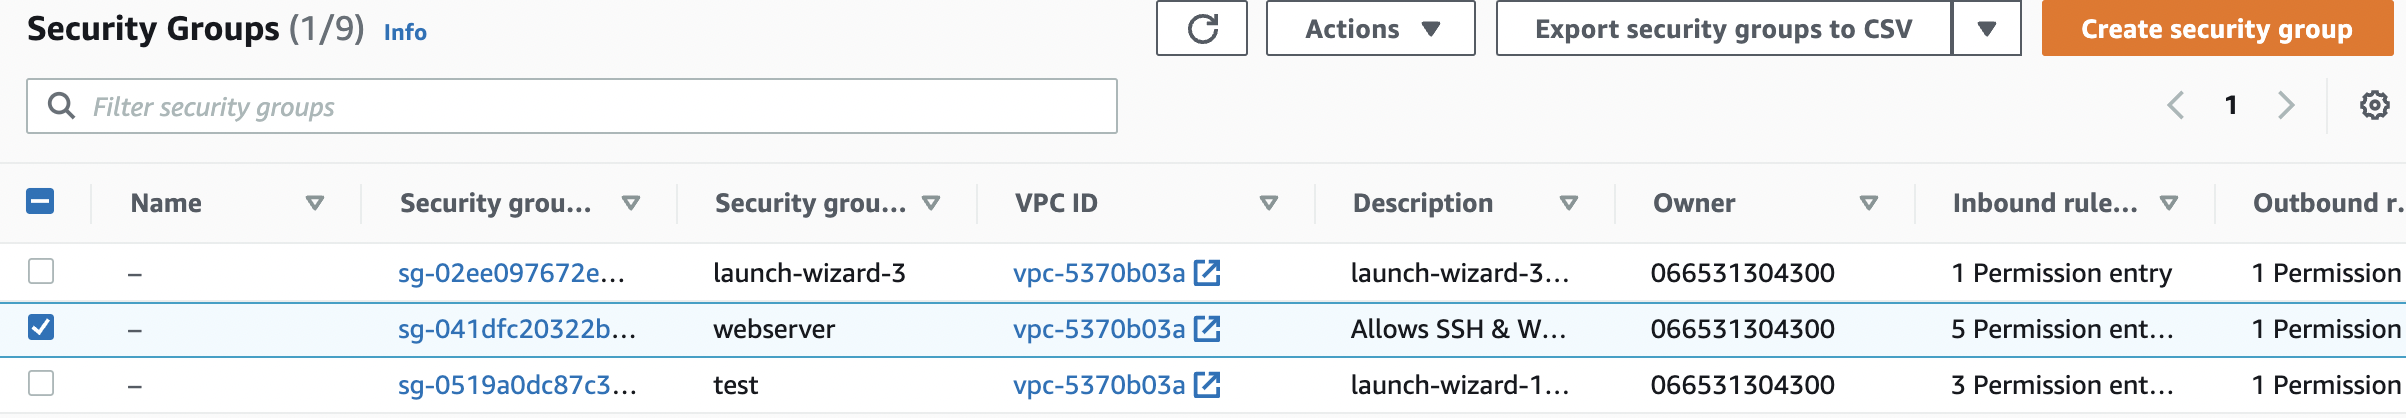 Security Groups (1/9) Info Actions Export security groups to CSV Create security group
Filter security groups 1
Name Security grou... Security grou... VPC ID Description Owner Inbound rule... Outbound r...
– sg-02ee097672e... launch-wizard-3 vpc-5370b03a launch-wizard-3... 066531304300 1 Permission entry 1 Permission
– sg-041dfc20322b... webserver vpc-5370b03a Allows SSH & W... 066531304300 5 Permission ent... 1 Permission
– sg-0519a0dc87c3... test vpc-5370b03a launch-wizard-1... 066531304300 3 Permission ent... 1 Permission